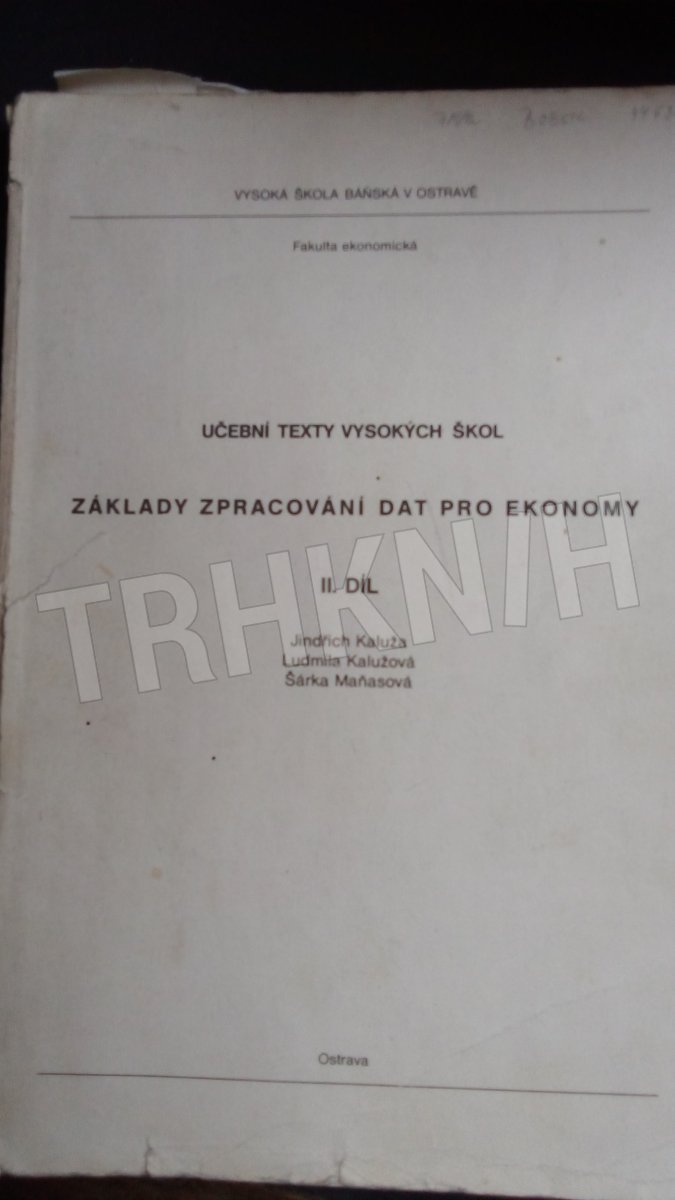 VYSOKÁ ŠKOLA BÁŇSKÁ V OSTRAVĚ
Fakulta ekonomická
UČEBNÍ TEXTY VYSOKÝCH ŠKOL
ZÁKLADY ZPRACOVÁNÍ DAT PRO EKONOMY
II. DÍL
TRHKNIH
Jindřich Kaluža
Ludmila Kalužová
Šárka Maňasová
Ostrava